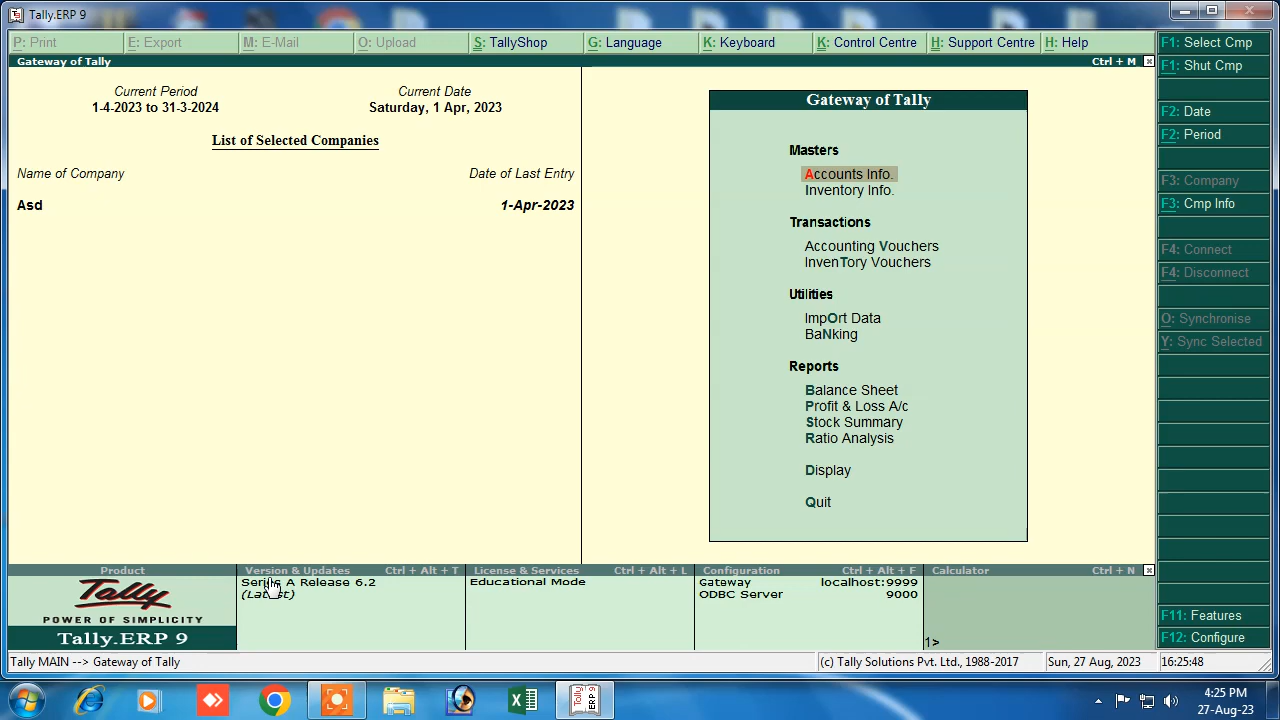 Tally.ERP 9
P: Print
E: Export
M: E-Mail
O: Upload
S: TallyShop
G: Language
K: Keyboard
K: Control Centre
H: Support Centre
H: Help
Gateway of Tally
Ctrl + M
Current Period
1-4-2023 to 31-3-2024
Current Date
Saturday, 1 Apr, 2023
List of Selected Companies
Name of Company
Date of Last Entry
Asd
1-Apr-2023
Gateway of Tally
Masters
Accounts Info.
Inventory Info.
Transactions
Accounting Vouchers
InvenTory Vouchers
Utilities
ImpOrt Data
BaNking
Reports
Balance Sheet
Profit & Loss A/c
Stock Summary
Ratio Analysis
Display
Quit
F1: Select Cmp
F1: Shut Cmp
F2: Date
F2: Period
F3: Company
F3: Cmp Info
F4: Connect
F4: Disconnect
O: Synchronise
Y: Sync Selected
F11: Features
F12: Configure
Product
Tally
POWER OF SIMPLICITY
Tally.ERP 9
Version & Updates
Ctrl + Alt + T
Series A Release 6.2
(Latest)
License & Services
Ctrl + Alt + L
Educational Mode
Configuration
Ctrl + Alt + F
Gateway
localhost:9999
ODBC Server
9000
Calculator
Ctrl + N
1>
Tally MAIN --> Gateway of Tally
(c) Tally Solutions Pvt. Ltd., 1988-2017
Sun, 27 Aug, 2023
16:25:48
4:25 PM
27-Aug-23